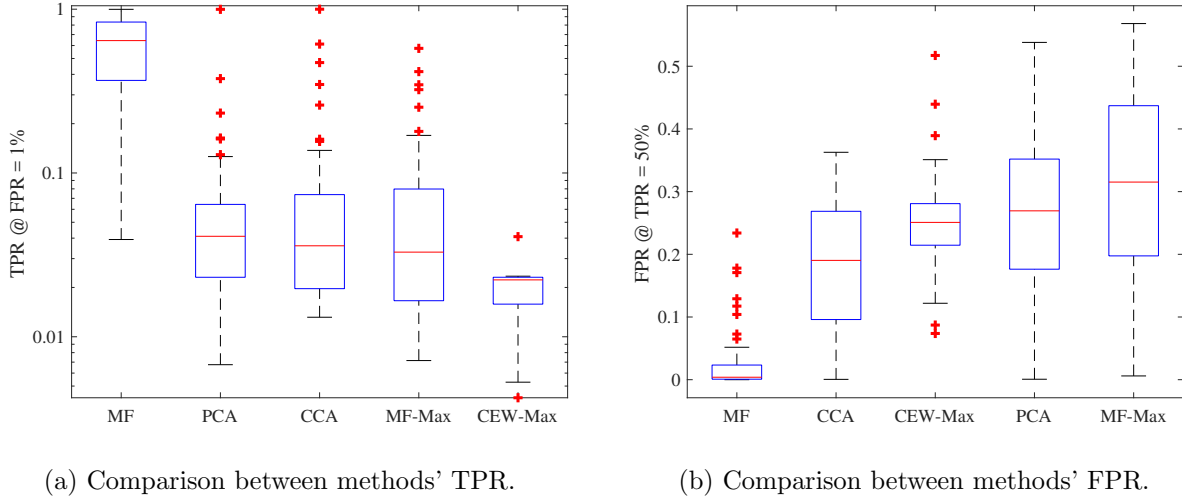 1
0.1
0.01
TPR @ FPR = 1%
MF PCA CCA MF-Max CEW-Max
(a) Comparison between methods' TPR.
0.5
0.4
0.3
0.2
0.1
0
FPR @ TPR = 50%
MF CCA CEW-Max PCA MF-Max
(b) Comparison between methods' FPR.